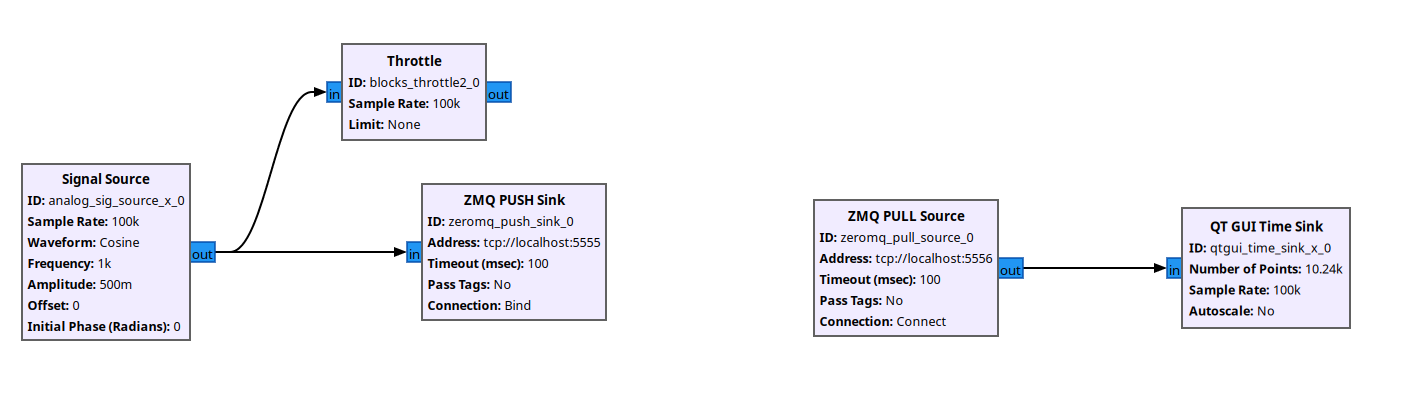 Throttle
ID: blocks_throttle2_0
in
out
Sample Rate: 100k
Limit: None
Signal Source
ID: analog_sig_source_x_0
Sample Rate: 100k
Waveform: Cosine
out
Frequency: 1k
Amplitude: 500m
Offset: 0
Initial Phase (Radians): 0
ZMQ PUSH Sink
ID: zeromq_push_sink_0
Address: tcp://localhost:5555
in
Timeout (msec): 100
Pass Tags: No
Connection: Bind
ZMQ PULL Source
ID: zeromq_pull_source_0
Address: tcp://localhost:5556
out
Timeout (msec): 100
Pass Tags: No
Connection: Connect
QT GUI Time Sink
ID: qtgui_time_sink_x_0
in
Number of Points: 10.24k
Sample Rate: 100k
Autoscale: No